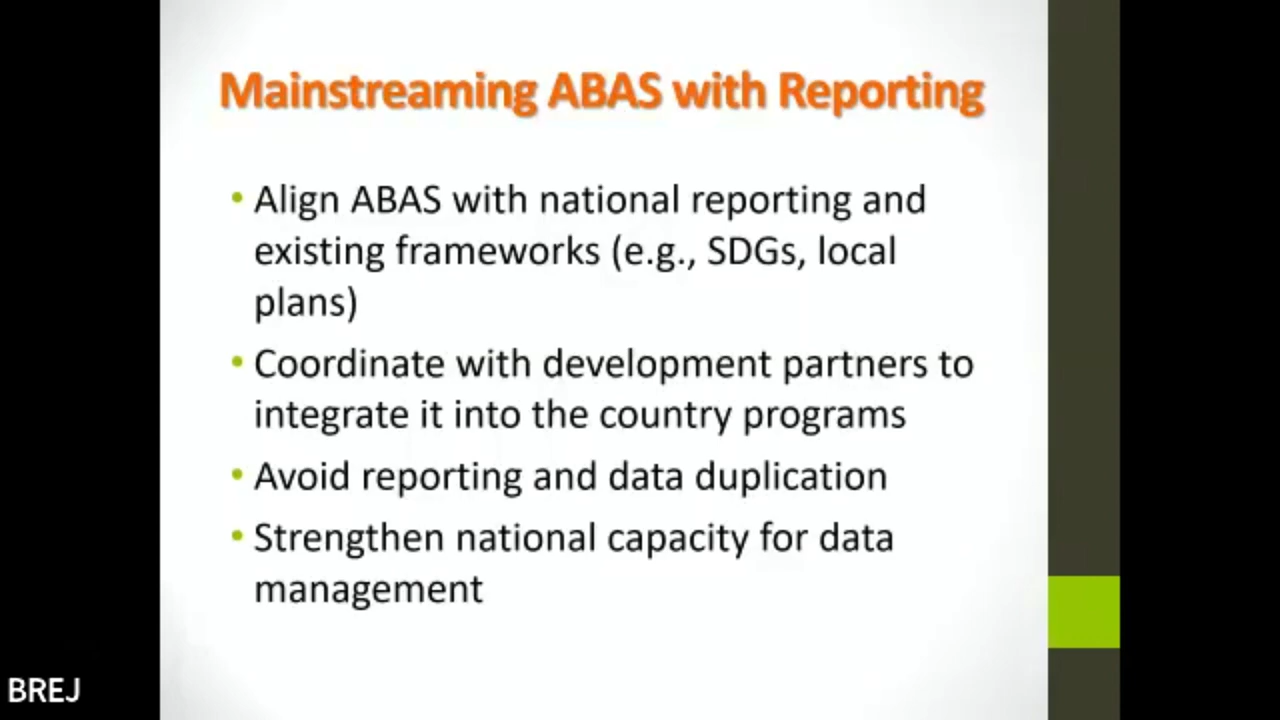 Mainstreaming ABAS with Reporting
• Align ABAS with national reporting and
existing frameworks (e.g., SDGs, local
plans)
• Coordinate with development partners to
integrate it into the country programs
• Avoid reporting and data duplication
• Strengthen national capacity for data
management
BREJ